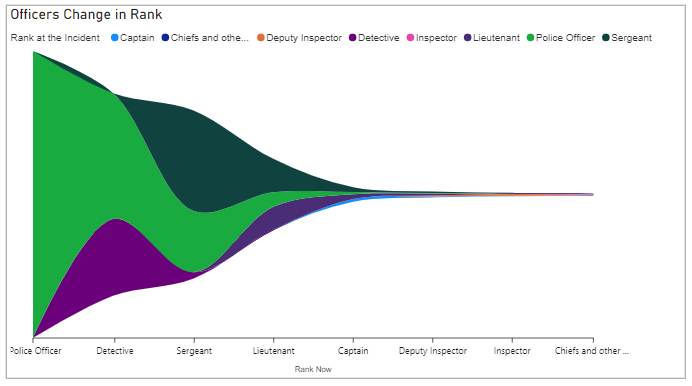 Officers Change in Rank
Rank at the Incident Captain Chiefs and othe... Deputy Inspector Detective Inspector Lieutenant Police Officer Sergeant
Police Officer Detective Sergeant Lieutenant Captain Deputy Inspector Inspector Chiefs and other ...
Rank Now